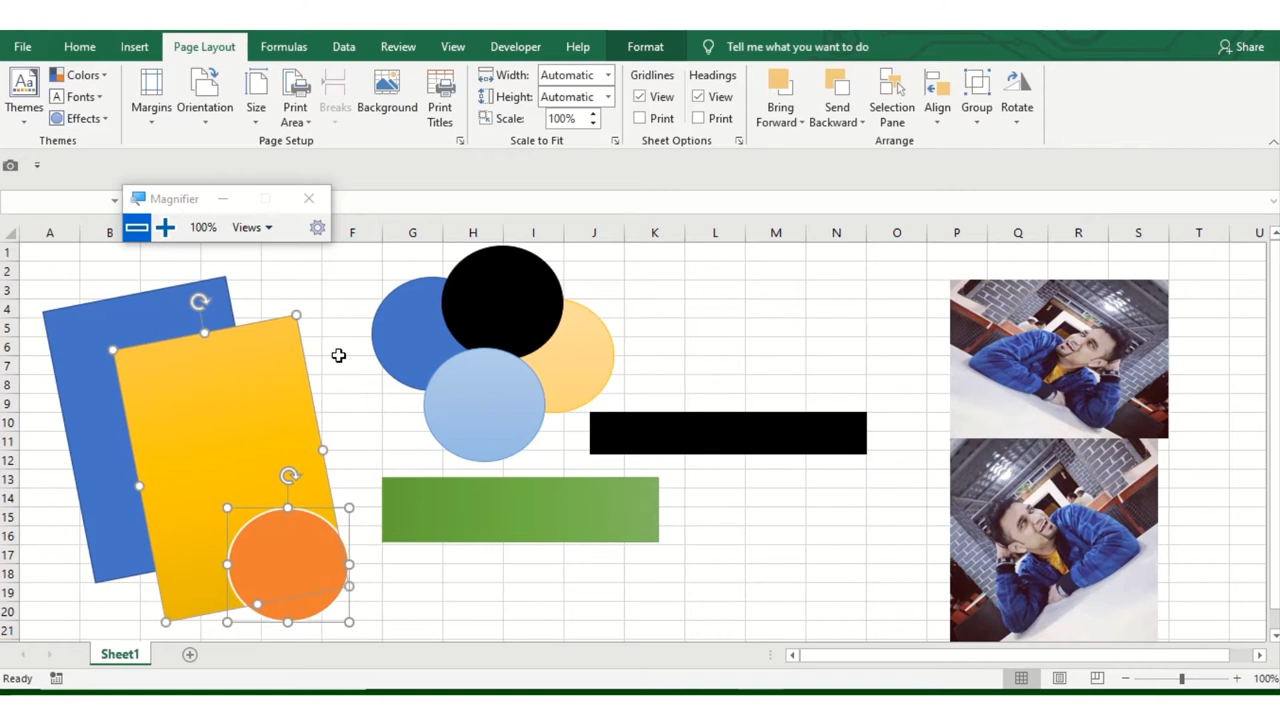 File Home Insert Page Layout Formulas Data Review View Developer Help Format Tell me what you want to do Share
Colors Fonts Effects
Themes
Themes
Margins Orientation Size Print Area Breaks Background Print Titles
Page Setup
Width: Automatic
Height: Automatic
Scale: 100%
Scale to Fit
Gridlines Headings
View View
Print Print
Sheet Options
Bring Forward Send Backward Selection Pane Align Group Rotate
Arrange
Magnifier
100% Views
A B F G H I J K L M N O P Q R S T U
1
2
3
4
5
6
7
8
9
10
11
12
13
14
15
16
17
18
19
20
21
Sheet1
Ready 100%